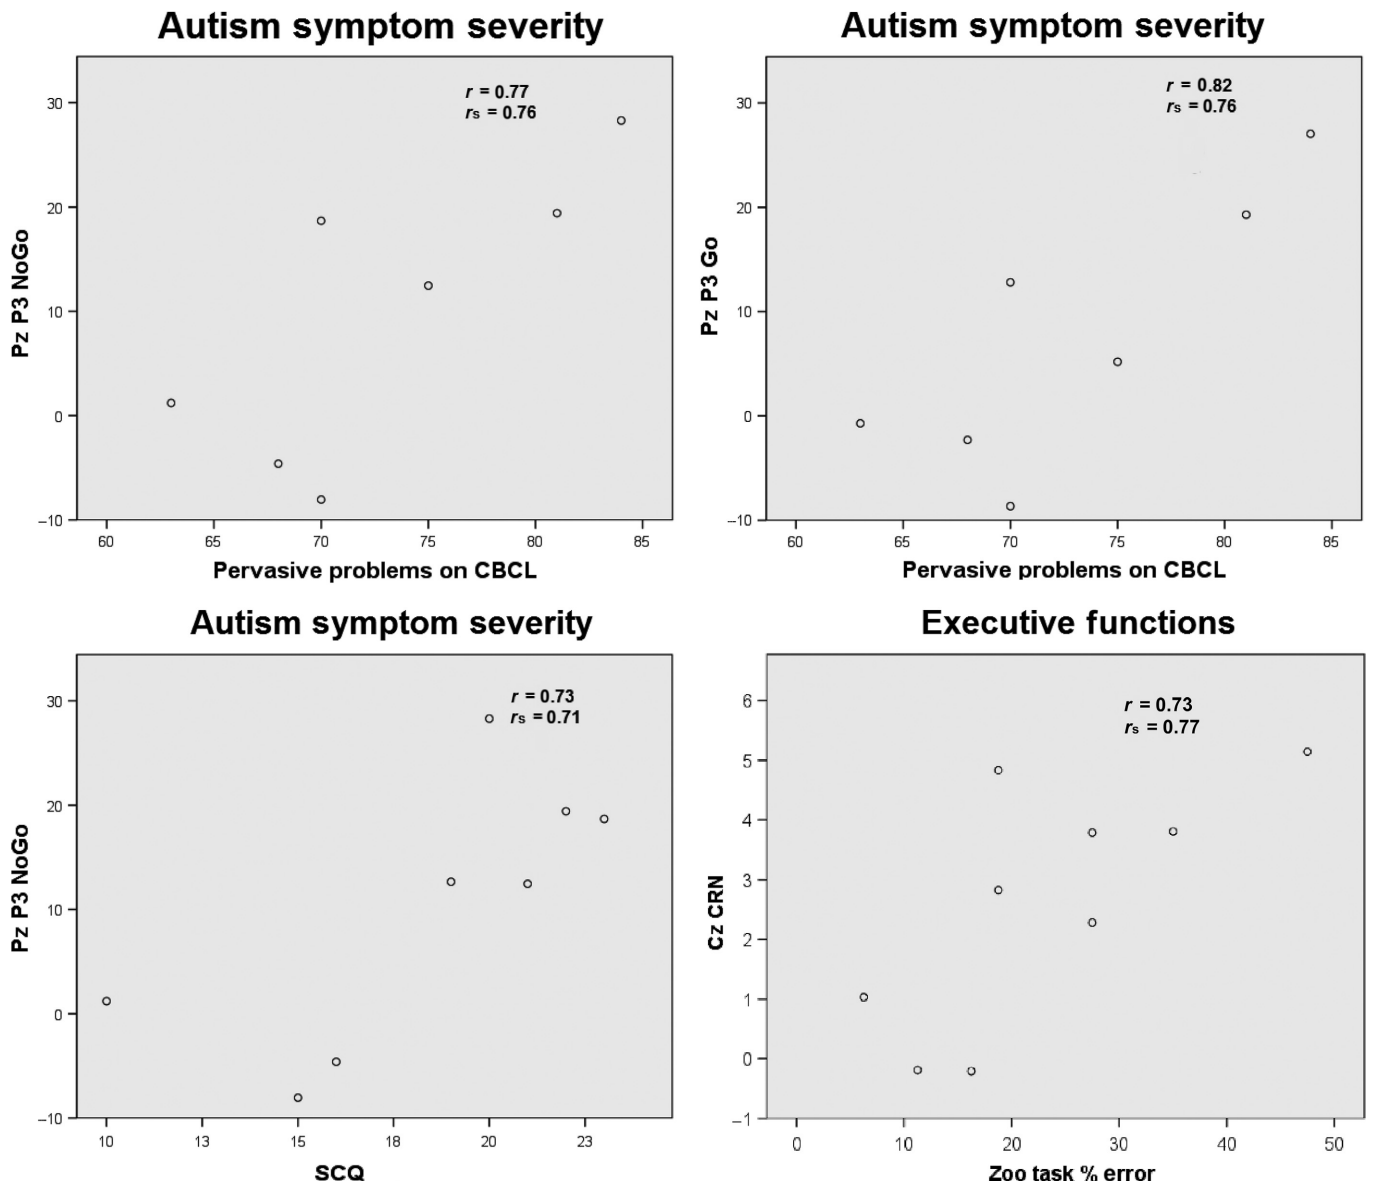 Autism symptom severity
r = 0.77
rs = 0.76
30
20
10
0
–10
Pz P3 NoGo
60 65 70 75 80 85
Pervasive problems on CBCL
Autism symptom severity
r = 0.82
rs = 0.76
30
20
10
0
–10
Pz P3 Go
60 65 70 75 80 85
Pervasive problems on CBCL
Autism symptom severity
r = 0.73
rs = 0.71
30
20
10
0
–10
Pz P3 NoGo
10 13 15 18 20 23
SCQ
Executive functions
r = 0.73
rs = 0.77
6
5
4
3
2
1
0
–1
Cz CRN
0 10 20 30 40 50
Zoo task % error